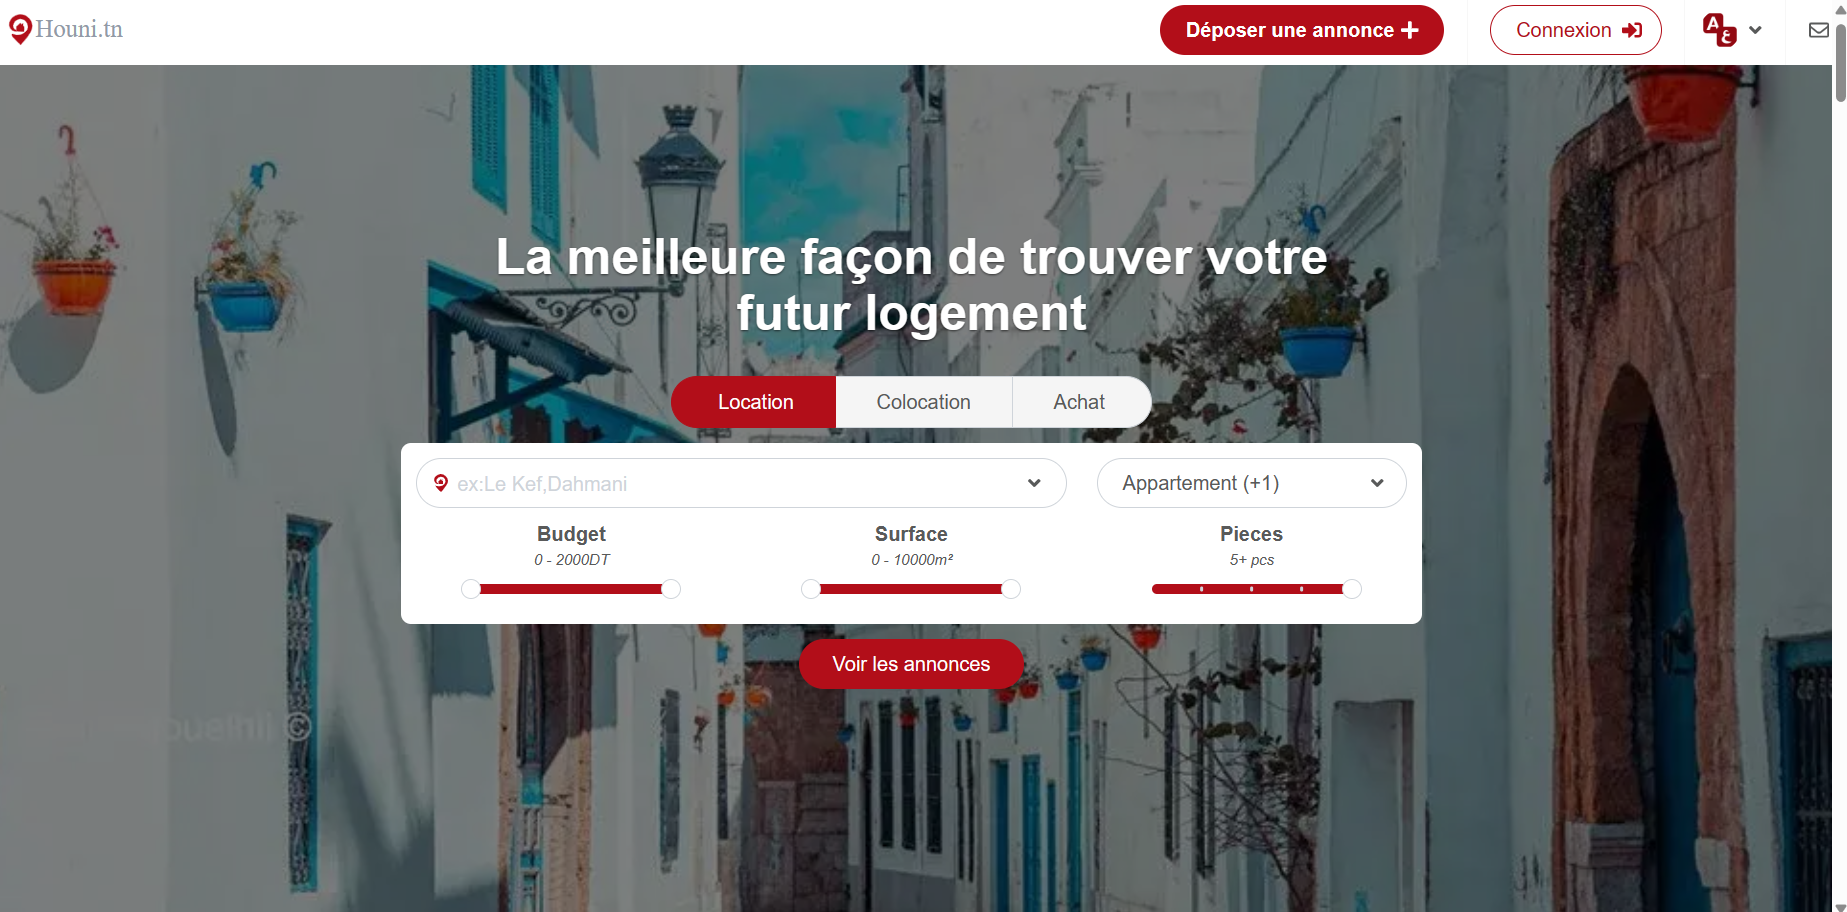 Houni.tn
Déposer une annonce
Connexion
La meilleure façon de trouver votre
futur logement
Location
Colocation
Achat
ex:Le Kef,Dahmani
Appartement (+1)
Budget
0 - 2000DT
Surface
0 - 10000m²
Pieces
5+ pcs
Voir les annonces